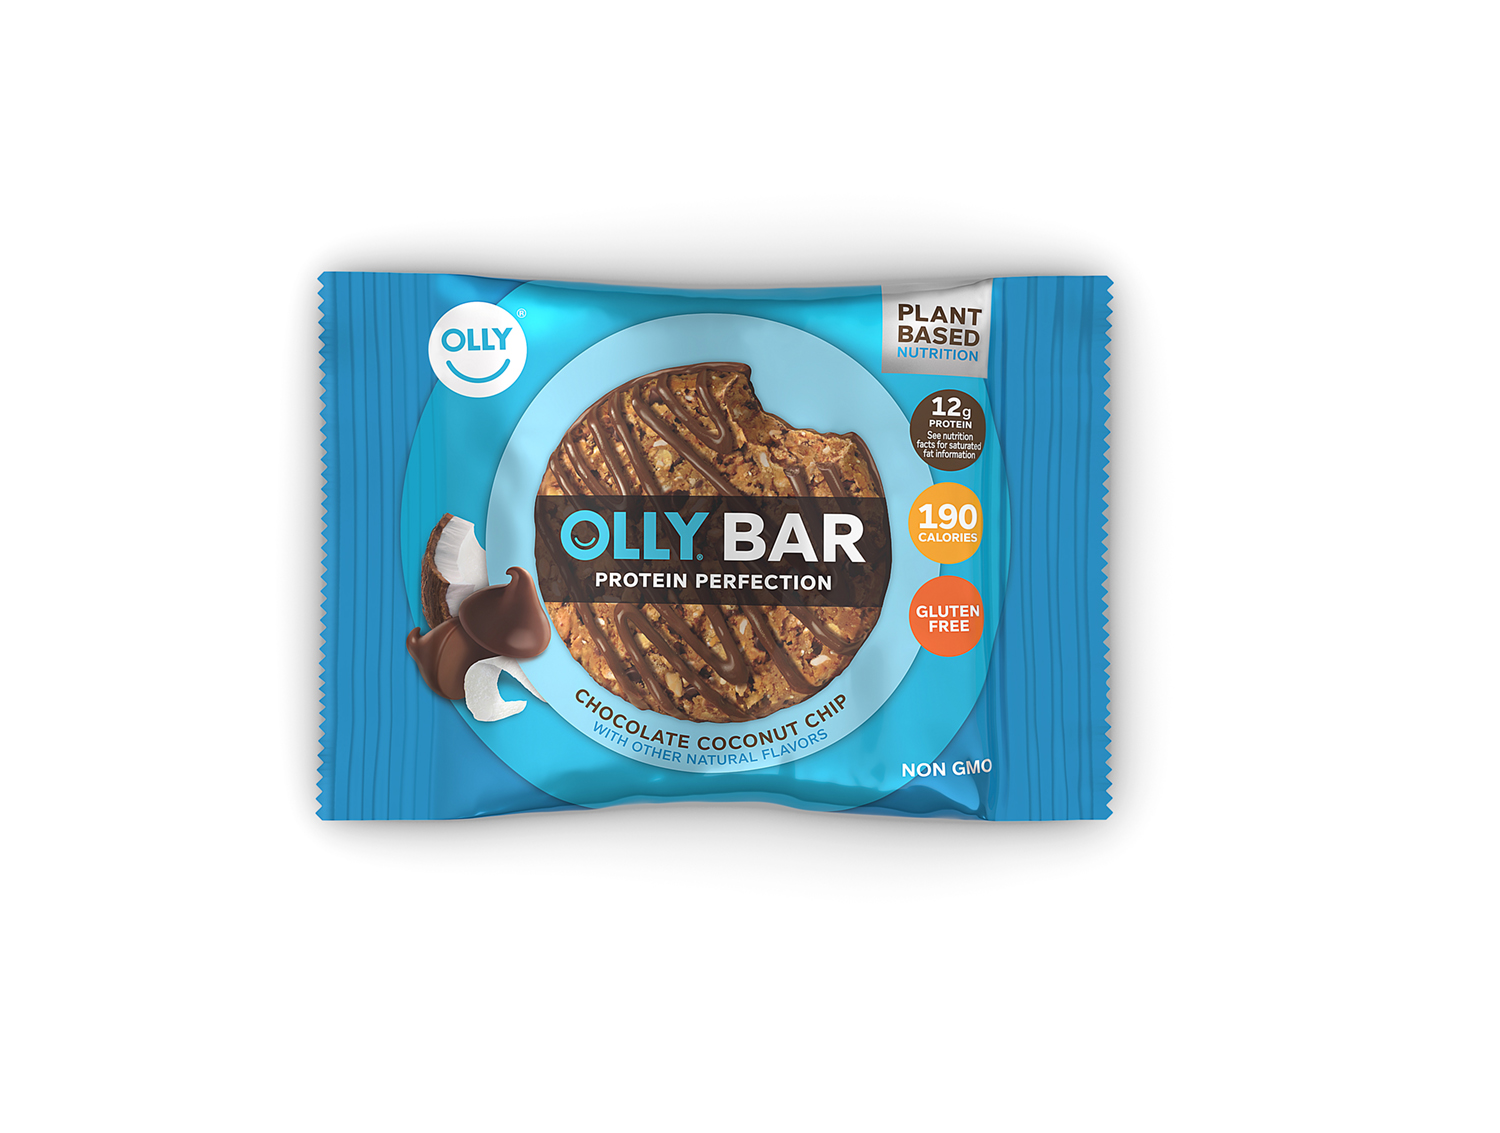 OLLY®
PLANT
BASED
NUTRITION
12g
PROTEIN
See nutrition
facts for saturated
fat information
190
CALORIES
GLUTEN
FREE
OLLY® BAR
PROTEIN PERFECTION
CHOCOLATE COCONUT CHIP
WITH OTHER NATURAL FLAVORS
NON GMO